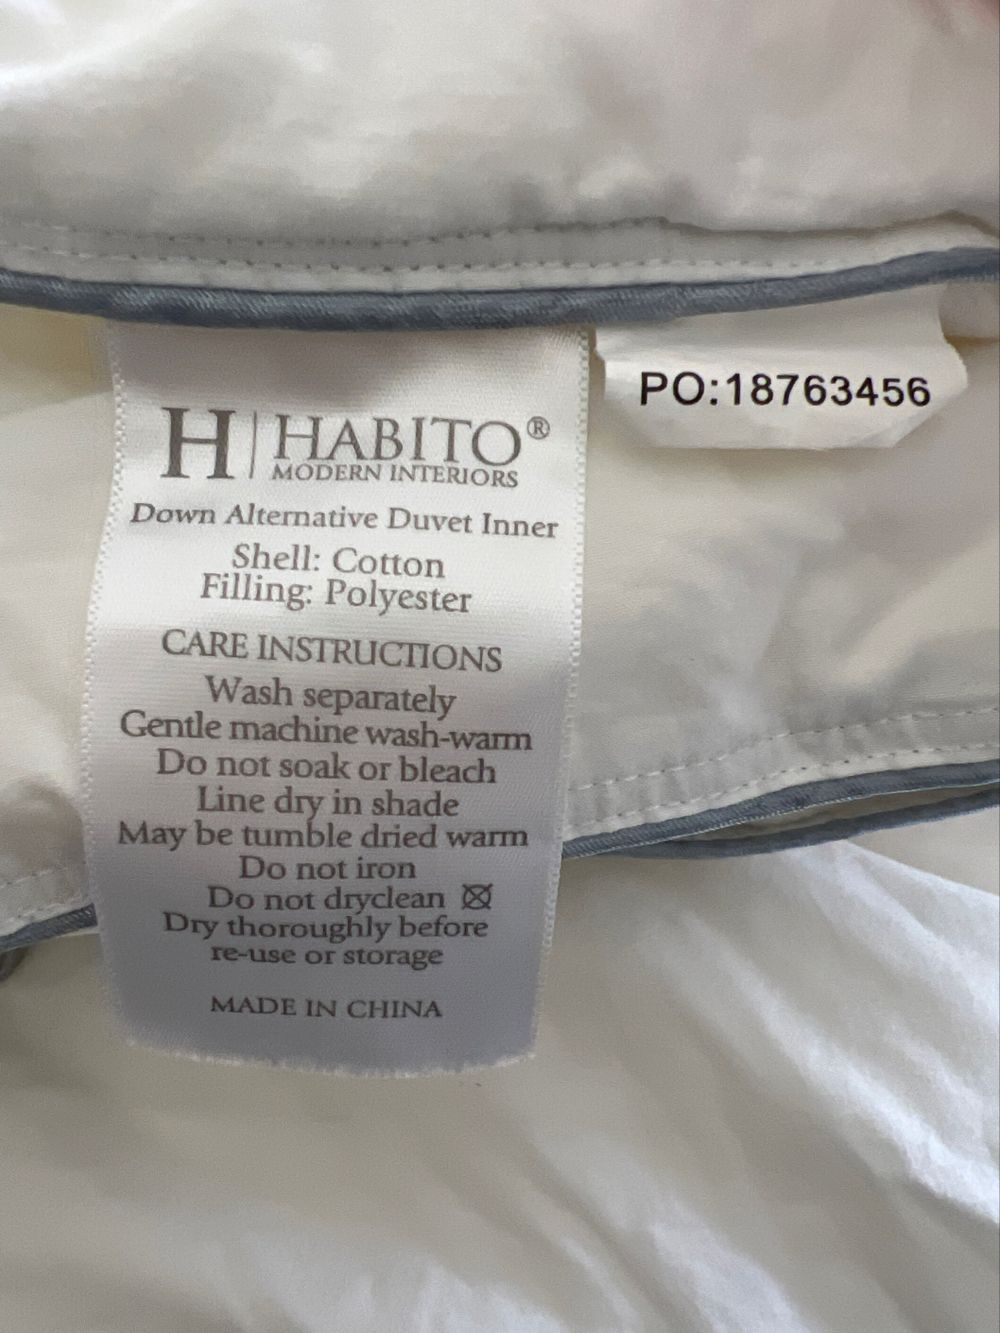 H | HABITO®
MODERN INTERIORS
Down Alternative Duvet Inner
Shell: Cotton
Filling: Polyester
CARE INSTRUCTIONS
Wash separately
Gentle machine wash-warm
Do not soak or bleach
Line dry in shade
May be tumble dried warm
Do not iron
Do not dryclean
Dry thoroughly before
re-use or storage
MADE IN CHINA
PO:18763456